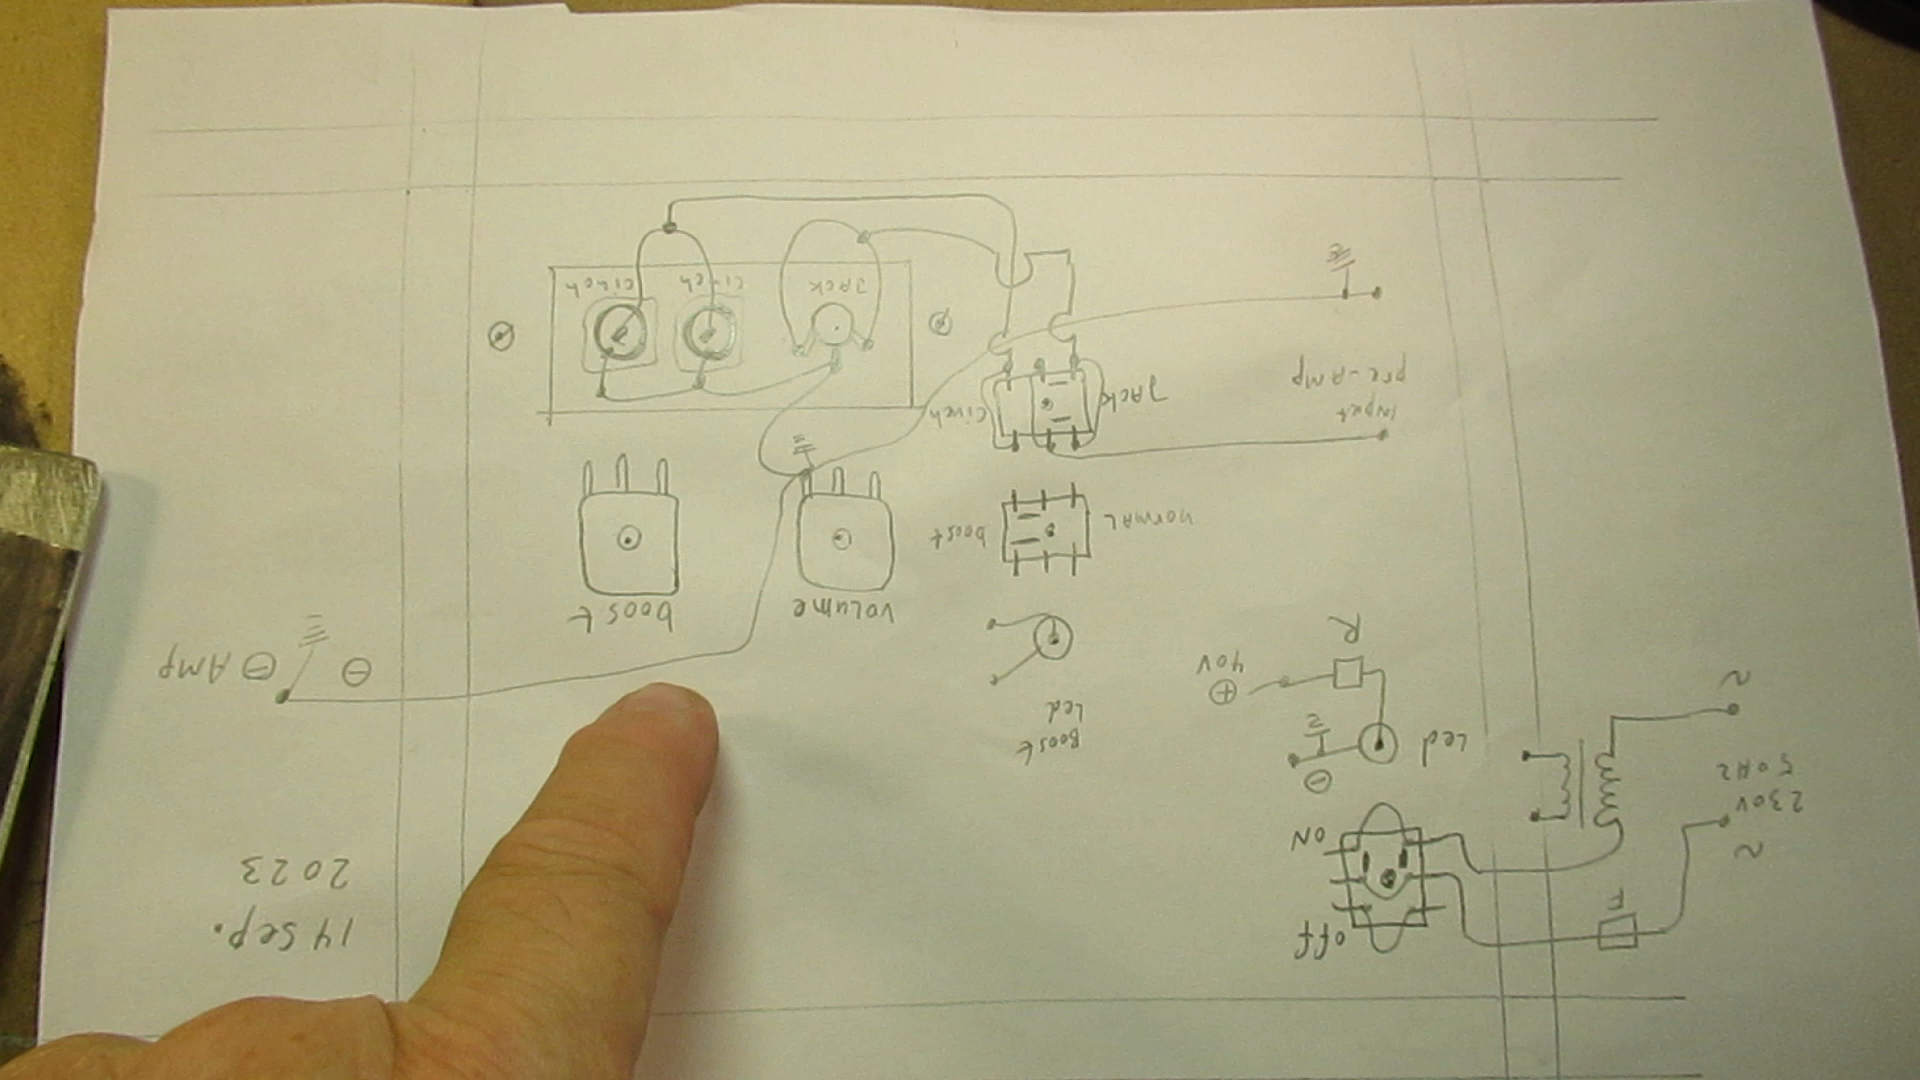 14 Sep.
2023
230V
50HZ
~
~
F
OFF
ON
Led
R
40V
+
-
Boost
Led
volume
boost
- AMP
-
NORMAL
boost
INPUT
pre-AMP
JACK
CINCH
JACK
cinch
cinch